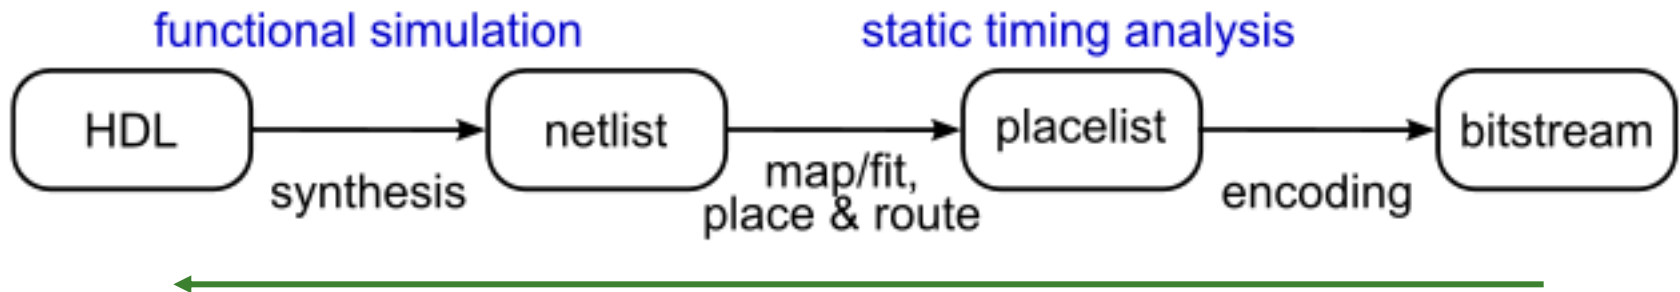 functional simulation
static timing analysis
HDL
netlist
placelist
bitstream
synthesis
map/fit,
place & route
encoding